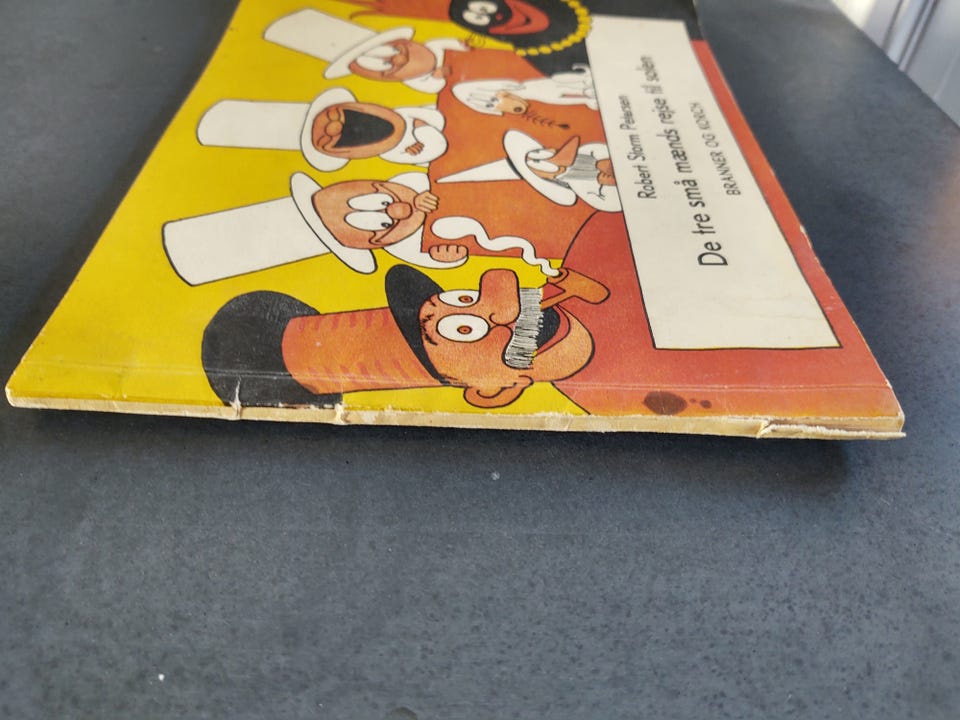 Robert Storm Petersen
De tre små mænds rejse til solen
BRANNER OG KORCH